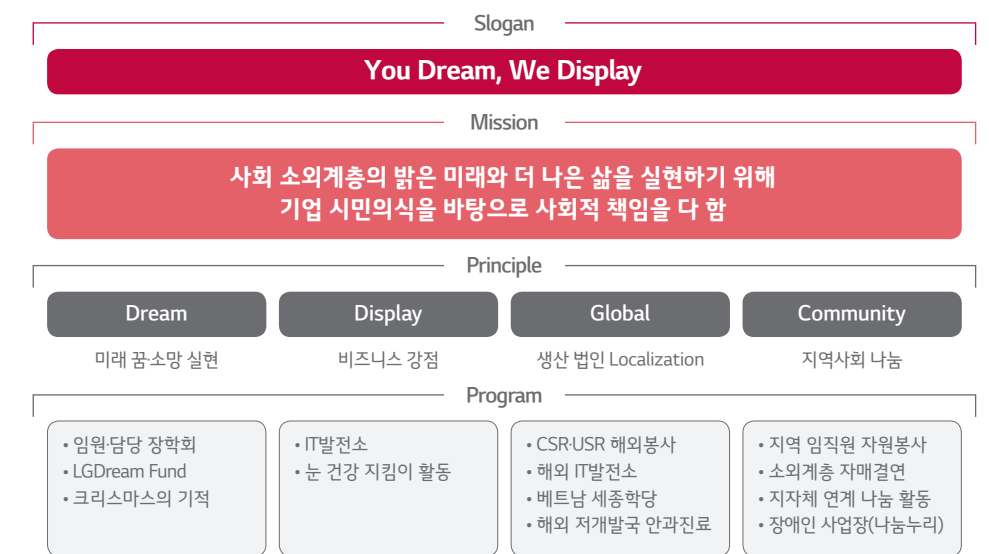 Slogan
You Dream, We Display
Mission
사회 소외계층의 밝은 미래와 더 나은 삶을 실현하기 위해
기업 시민의식을 바탕으로 사회적 책임을 다 함
Principle
Dream
미래 꿈·소망 실현
Display
비즈니스 강점
Global
생산 법인 Localization
Community
지역사회 나눔
Program
• 임원·담당 장학회
• LGDream Fund
• 크리스마스의 기적
• IT발전소
• 눈 건강 지킴이 활동
• CSR·USR 해외봉사
• 해외 IT발전소
• 베트남 세종학당
• 해외 저개발국 안과진료
• 지역 임직원 자원봉사
• 소외계층 자매결연
• 지자체 연계 나눔 활동
• 장애인 사업장(나눔누리)